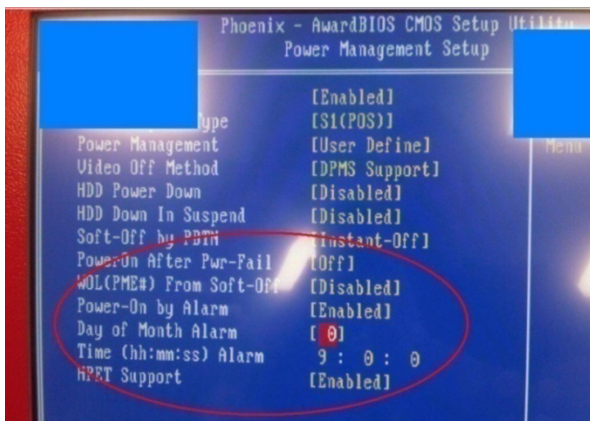 Phoenix - AwardBIOS CMOS Setup Utility
Power Management Setup
[Enabled]
ype [S1(POS)]
Power Management [User Define]
Video Off Method [DPMS Support]
HDD Power Down [Disabled]
HDD Down In Suspend [Disabled]
Soft-Off by PBTN [Instant-Off]
PowerOn After Pwr-Fail [Off]
WOL(PME#) From Soft-Off [Disabled]
Power-On by Alarm [Enabled]
Day of Month Alarm [ 0]
Time (hh:mm:ss) Alarm 9 : 0 : 0
HPET Support [Enabled]
Menu